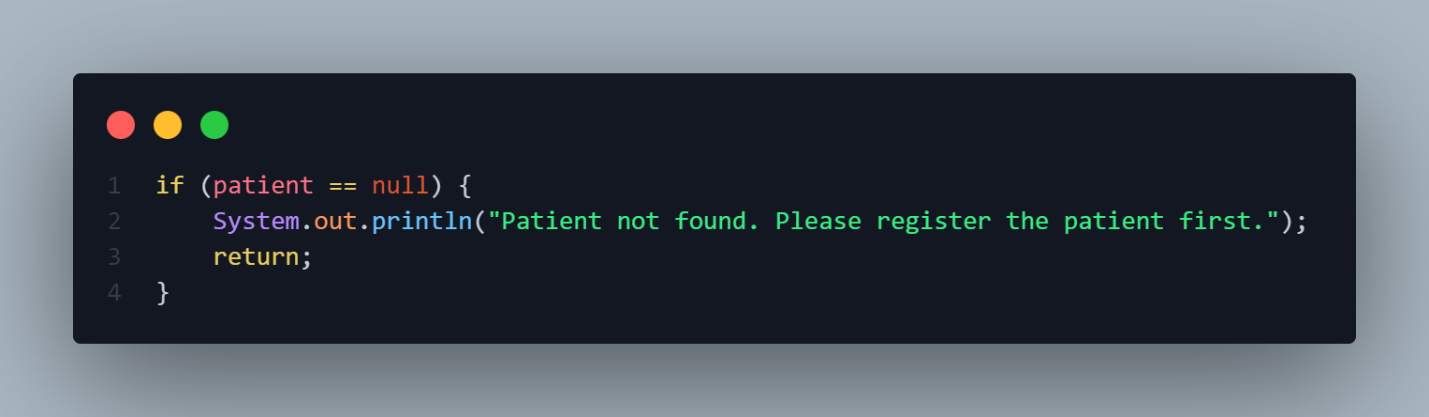 1 if (patient == null) {
2     System.out.println("Patient not found. Please register the patient first.");
3     return;
4 }